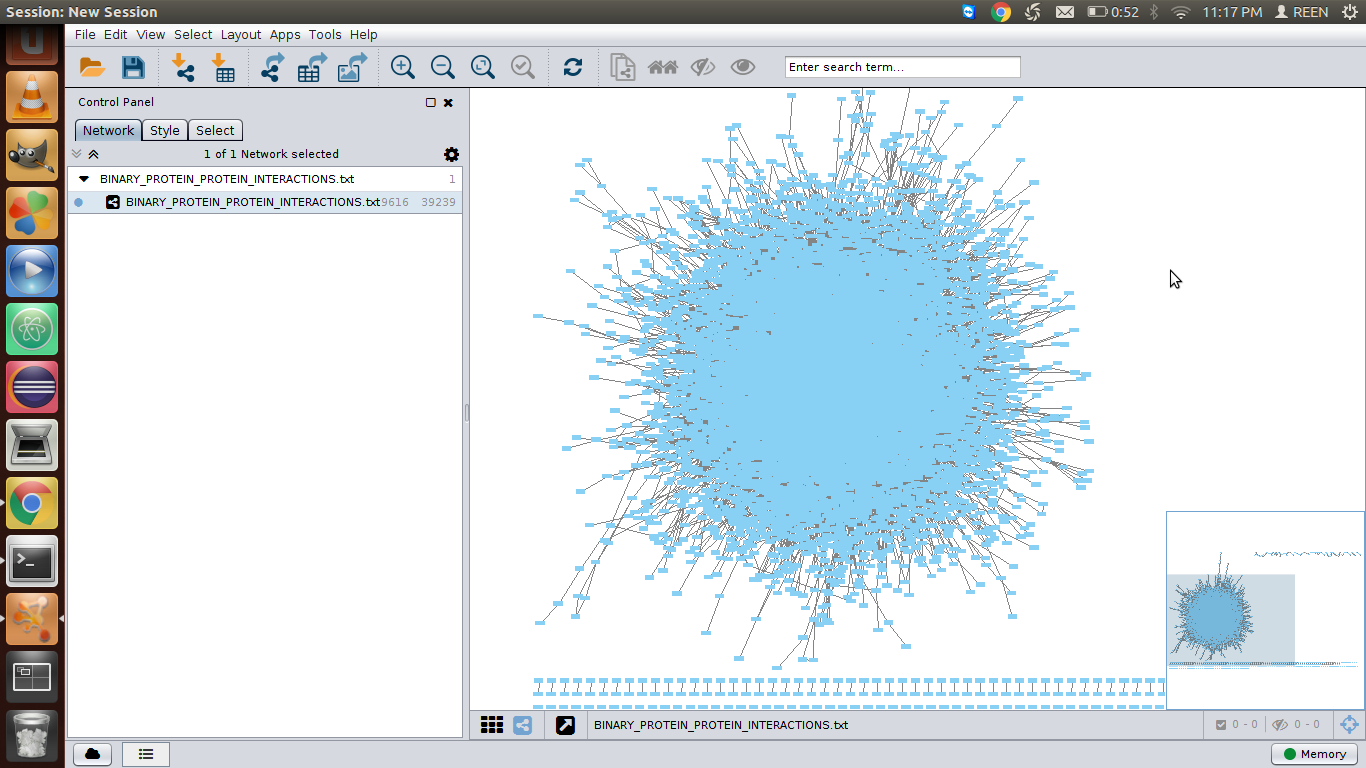 Session: New Session
0:52
11:17 PM
REEN
File Edit View Select Layout Apps Tools Help
Enter search term...
Control Panel
Network Style Select
1 of 1 Network selected
BINARY_PROTEIN_PROTEIN_INTERACTIONS.txt 1
BINARY_PROTEIN_PROTEIN_INTERACTIONS.txt 9616 39239
BINARY_PROTEIN_PROTEIN_INTERACTIONS.txt
0 - 0
0 - 0
Memory